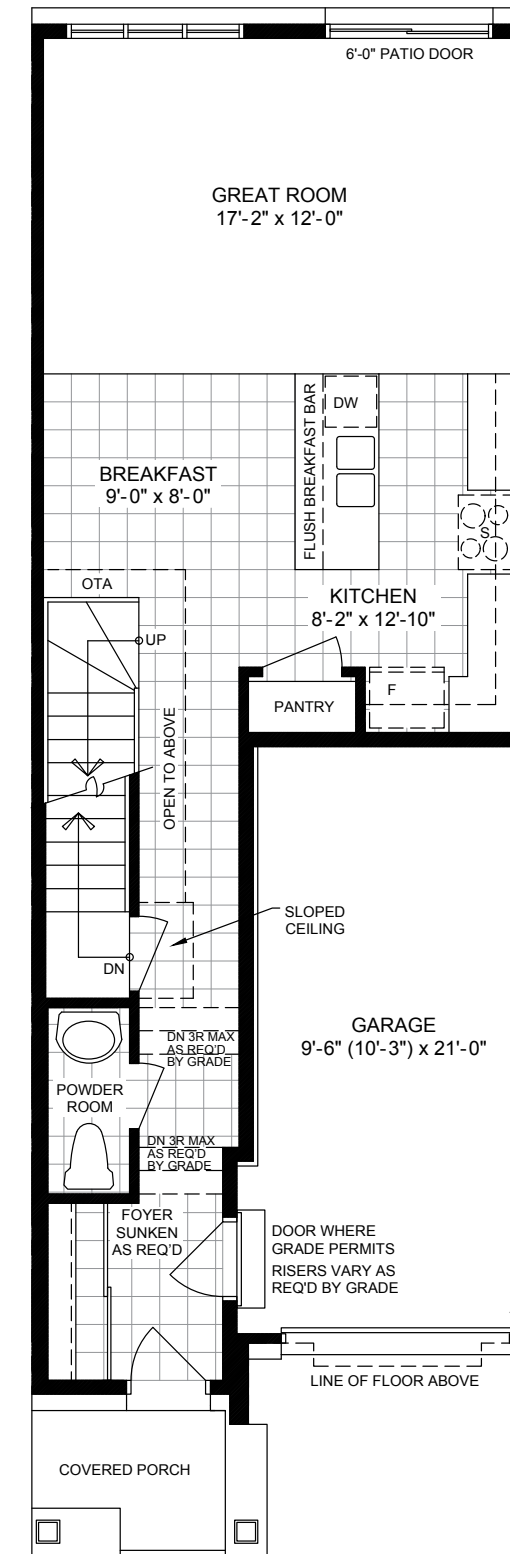 6'-0" PATIO DOOR
GREAT ROOM
17'-2" x 12'-0"
FLUSH BREAKFAST BAR
DW
BREAKFAST
9'-0" x 8'-0"
S
OTA
KITCHEN
8'-2" x 12'-10"
UP
F
PANTRY
OPEN TO ABOVE
SLOPED
CEILING
DN
DN 3R MAX
AS REQ'D
BY GRADE
GARAGE
9'-6" (10'-3") x 21'-0"
POWDER
ROOM
DN 3R MAX
AS REQ'D
BY GRADE
FOYER
SUNKEN
AS REQ'D
DOOR WHERE
GRADE PERMITS
RISERS VARY AS
REQ'D BY GRADE
LINE OF FLOOR ABOVE
COVERED PORCH